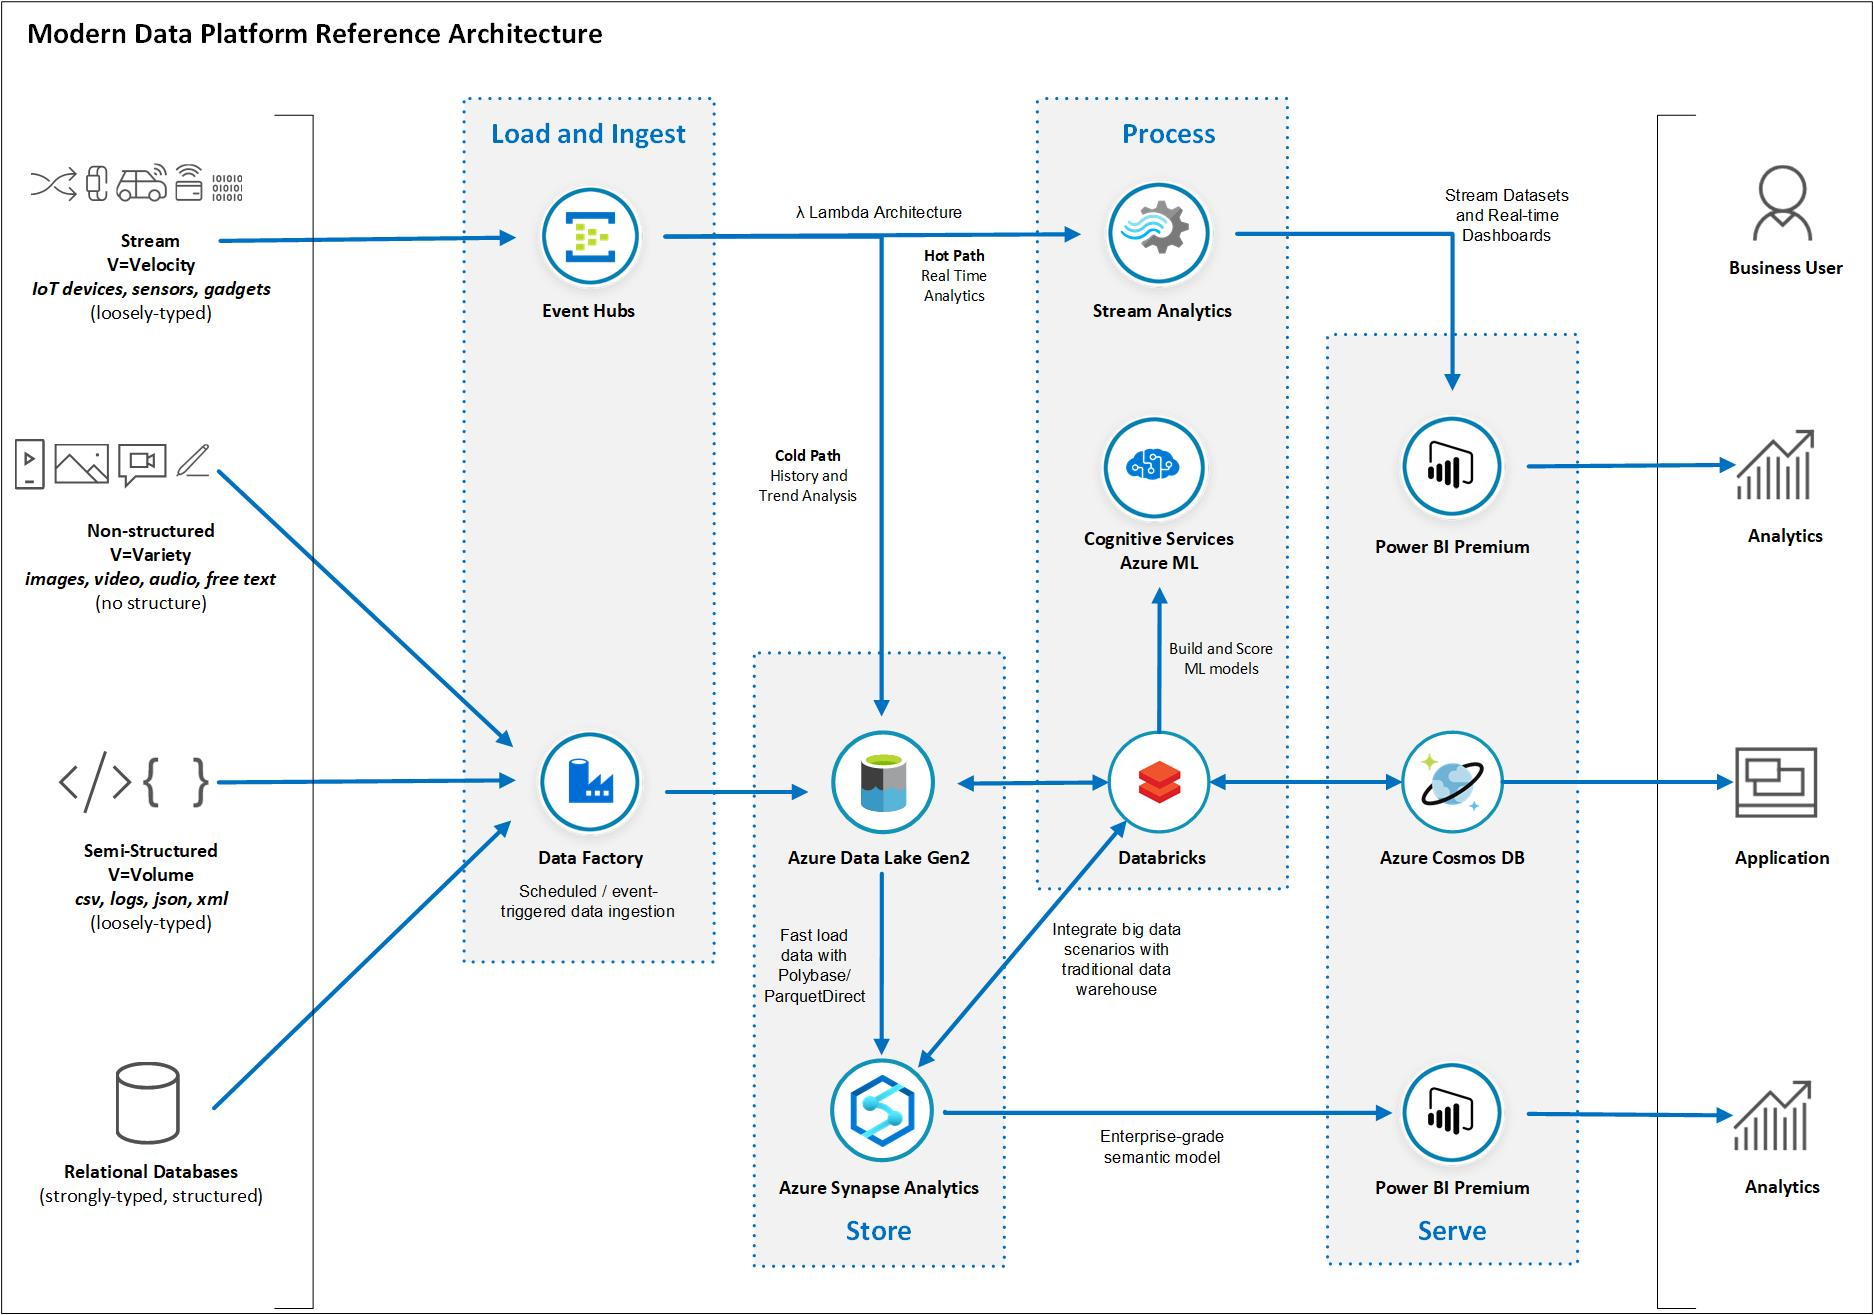 Modern Data Platform Reference Architecture
Load and Ingest
Process
101010
010101
101010
Stream
V=Velocity
IoT devices, sensors, gadgets
(loosely-typed)
Event Hubs
λ Lambda Architecture
Hot Path
Real Time
Analytics
Stream Analytics
Stream Datasets
and Real-time
Dashboards
Business User
Non-structured
V=Variety
images, video, audio, free text
(no structure)
Cold Path
History and
Trend Analysis
Cognitive Services
Azure ML
Power BI Premium
Analytics
Build and Score
ML models
</> { }
Semi-Structured
V=Volume
csv, logs, json, xml
(loosely-typed)
Data Factory
Scheduled / event-
triggered data ingestion
Azure Data Lake Gen2
Databricks
Azure Cosmos DB
Application
Fast load
data with
Polybase/
ParquetDirect
Integrate big data
scenarios with
traditional data
warehouse
Relational Databases
(strongly-typed, structured)
Azure Synapse Analytics
Enterprise-grade
semantic model
Power BI Premium
Analytics
Store
Serve